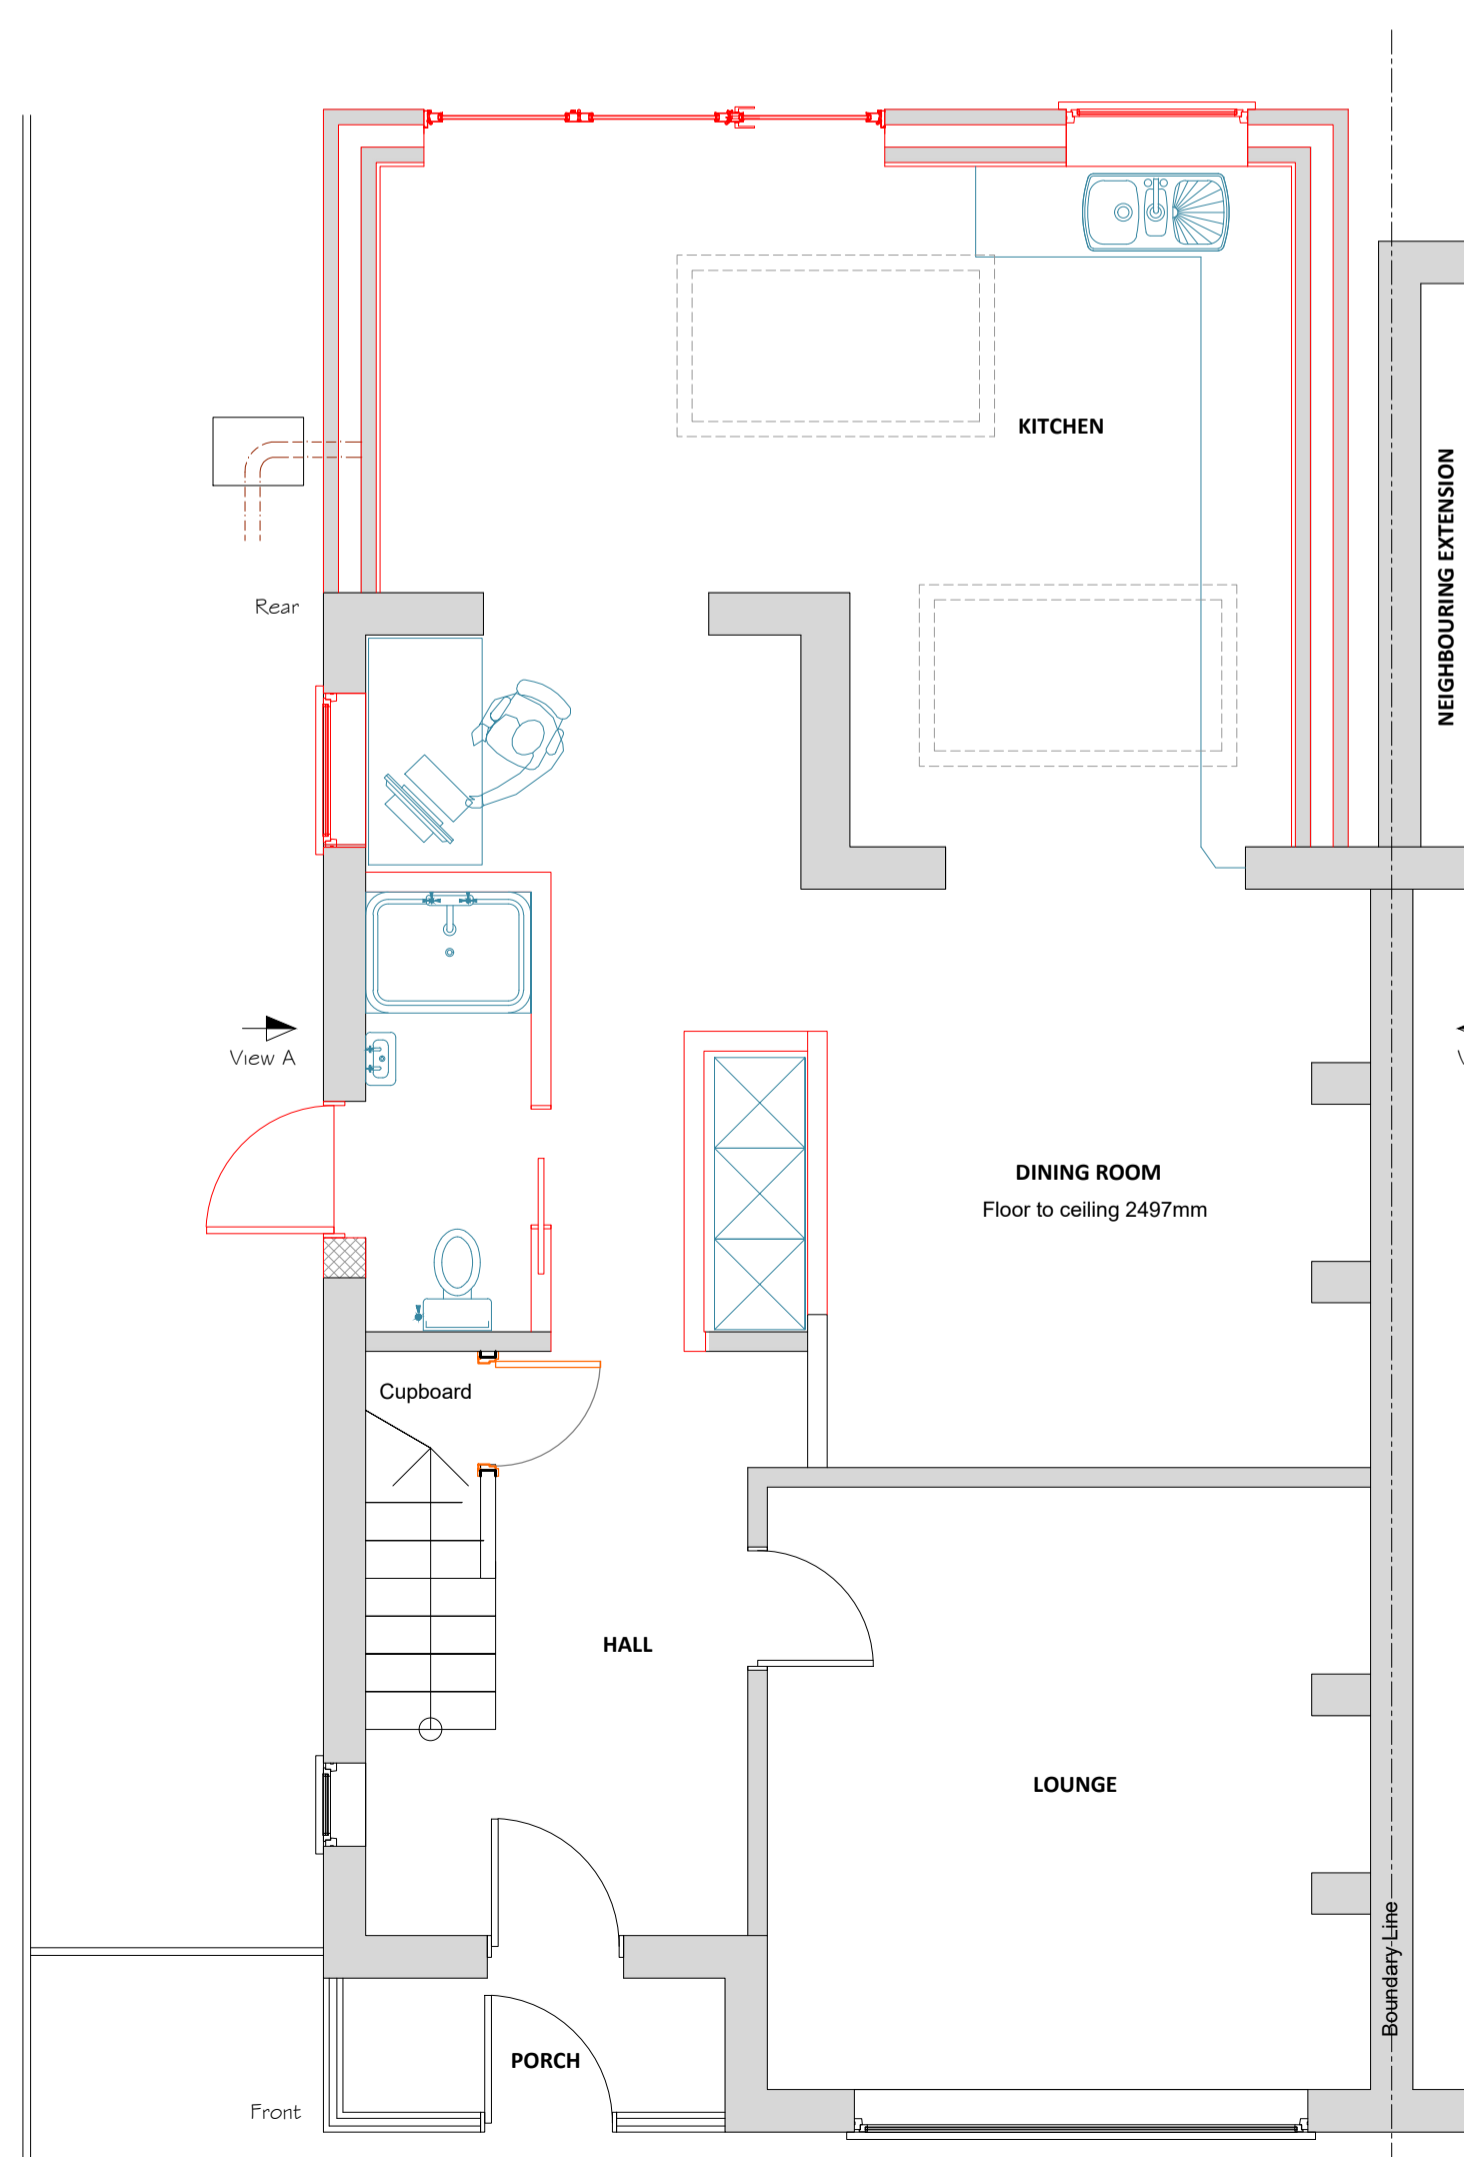 KITCHEN
NEIGHBOURING EXTENSION
Rear
View A
DINING ROOM
Floor to ceiling 2497mm
Cupboard
HALL
LOUNGE
Boundary Line
PORCH
Front